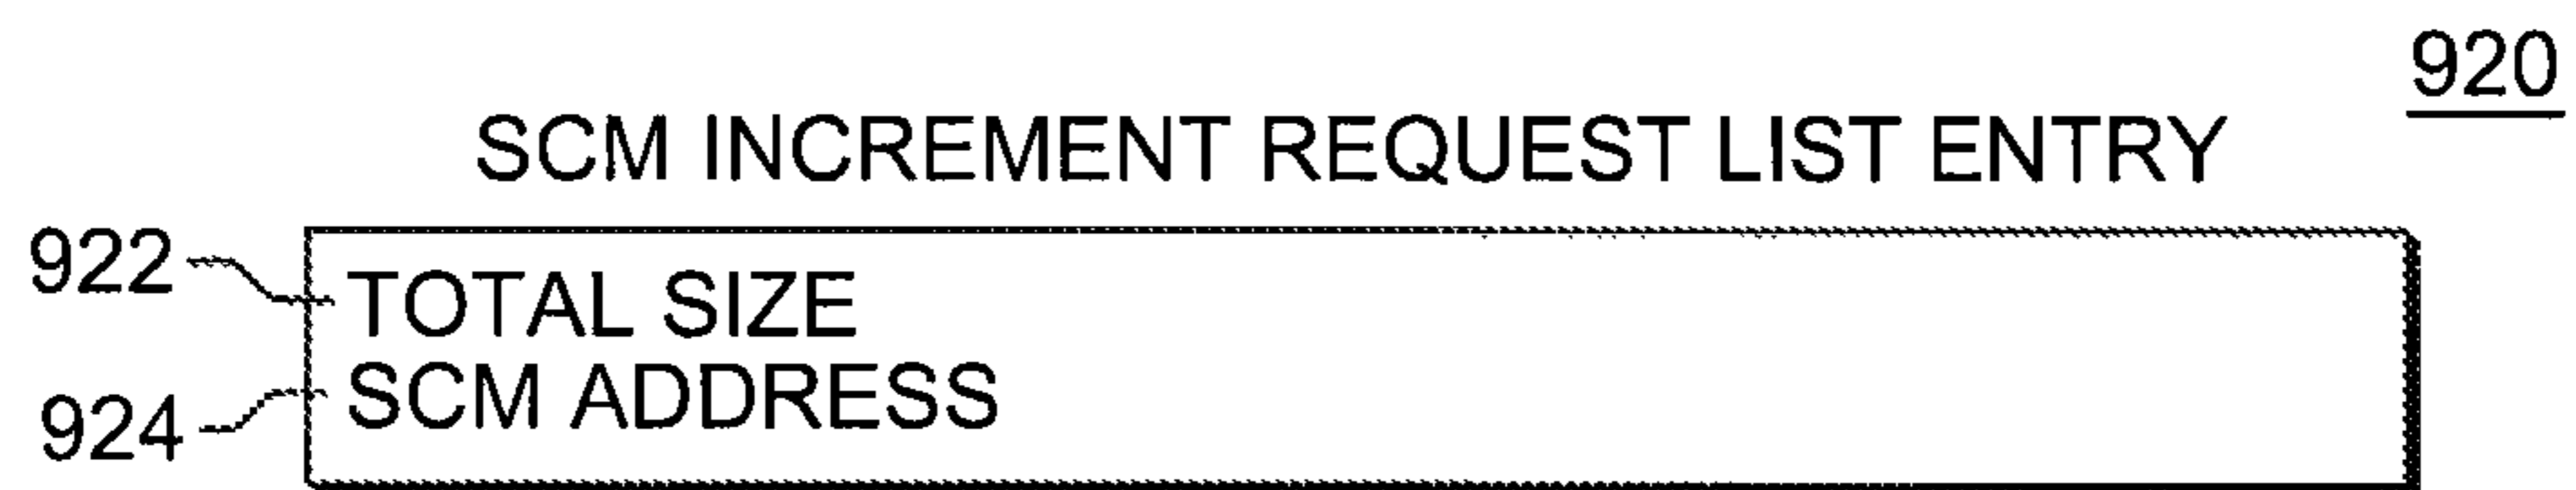 920
SCM INCREMENT REQUEST LIST ENTRY
922 TOTAL SIZE
924 SCM ADDRESS